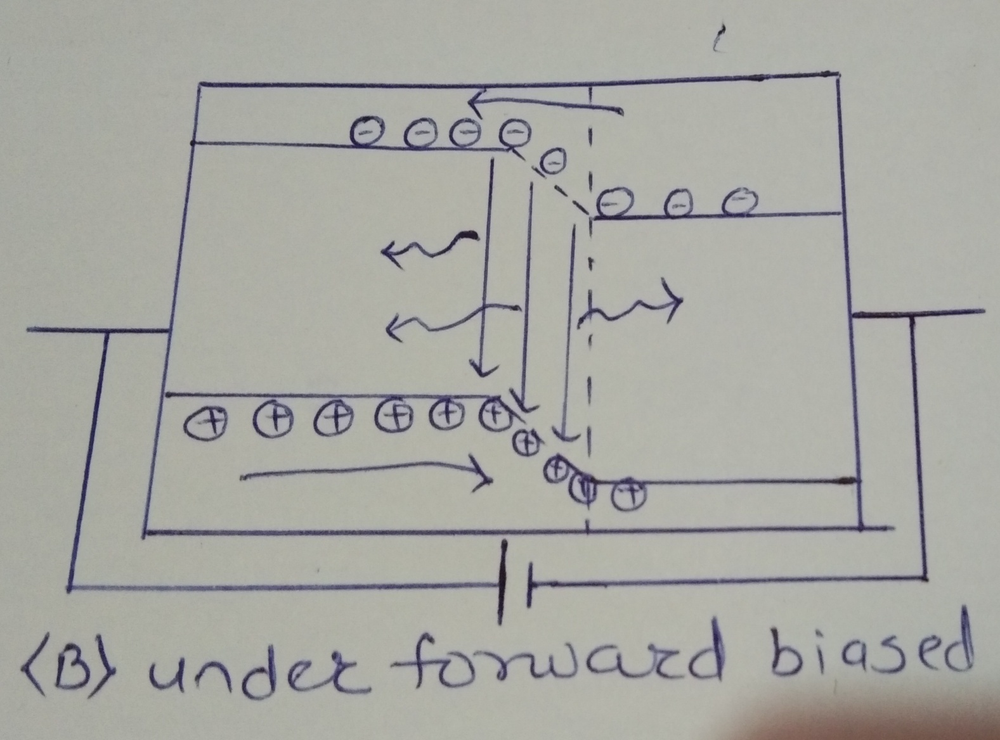 ⊖ ⊖ ⊖ ⊖
⊖
⊖ ⊖ ⊖
⊕ ⊕ ⊕ ⊕ ⊕ ⊕
⊕
⊕
⊕ ⊕
(B) under forward biased